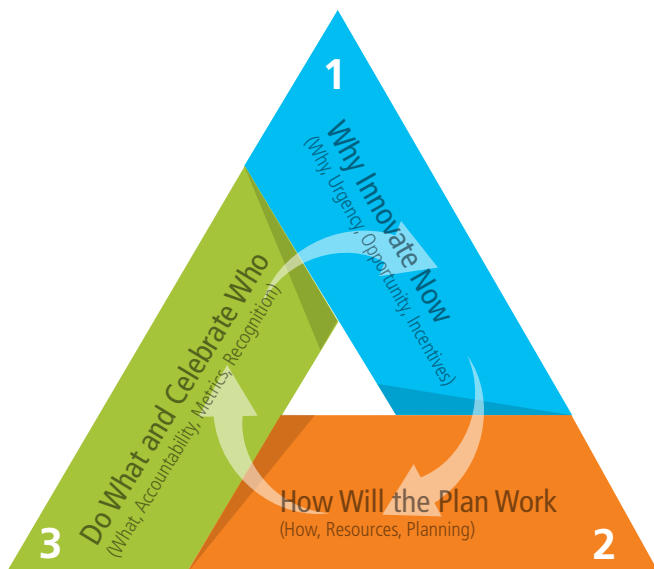 1
Why Innovate Now
(Why, Urgency, Opportunity, Incentives)
How Will the Plan Work
(How, Resources, Planning)
2
Do What and Celebrate Who
(What, Accountability, Metrics, Recognition)
3